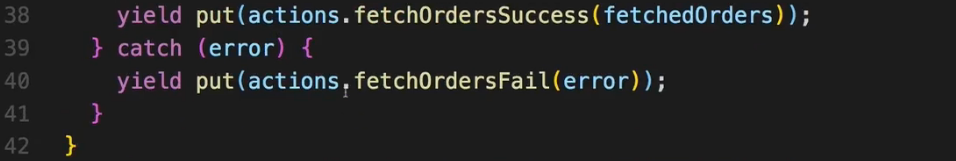 38 yield put(actions.fetchOrdersSuccess(fetchedOrders));
39 } catch (error) {
40 yield put(actions.fetchOrdersFail(error));
41 }
42 }